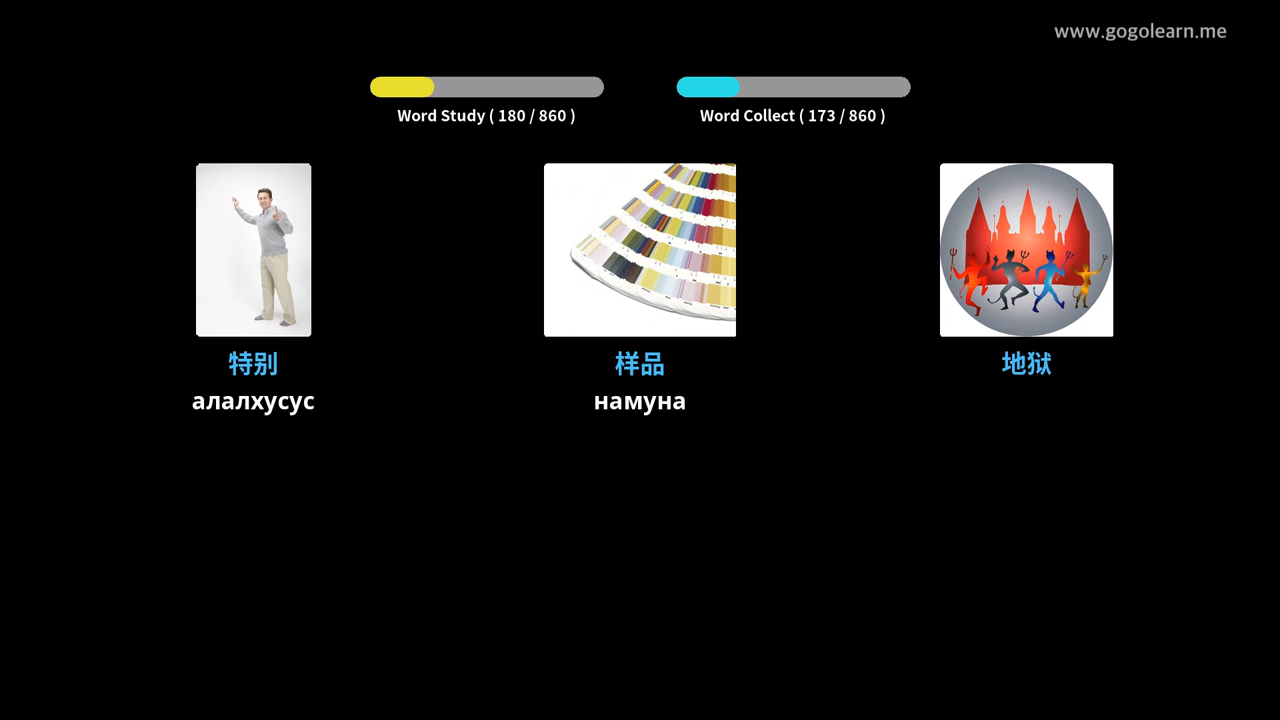 www.gogolearn.me
Word Study ( 180 / 860 )
Word Collect ( 173 / 860 )
特别
样品
地狱
алалхусус
намуна